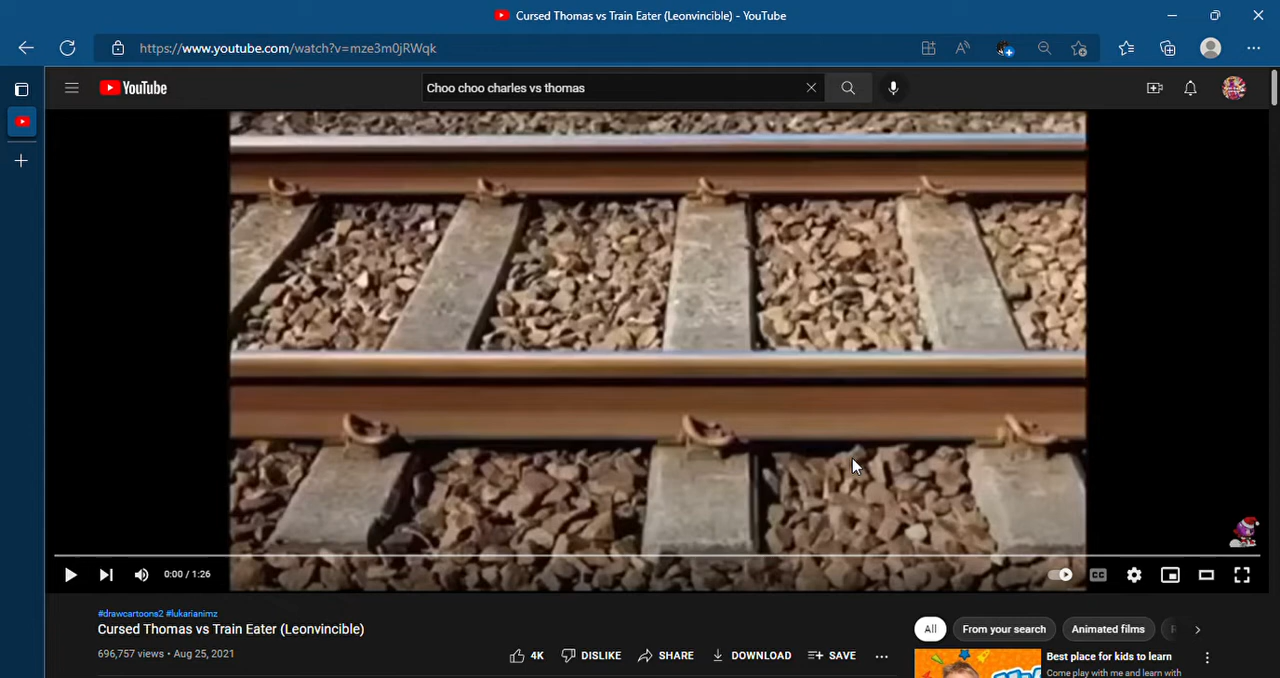 Cursed Thomas vs Train Eater (Leonvincible) - YouTube
https://www.youtube.com/watch?v=mze3m0jRWqk
YouTube
Choo choo charles vs thomas
0:00 / 1:26
CC
#drawcartoons2 #lukarianimz
Cursed Thomas vs Train Eater (Leonvincible)
696,757 views • Aug 25, 2021
4K DISLIKE SHARE DOWNLOAD SAVE
All From your search Animated films R
Best place for kids to learn
Come play with me and learn with